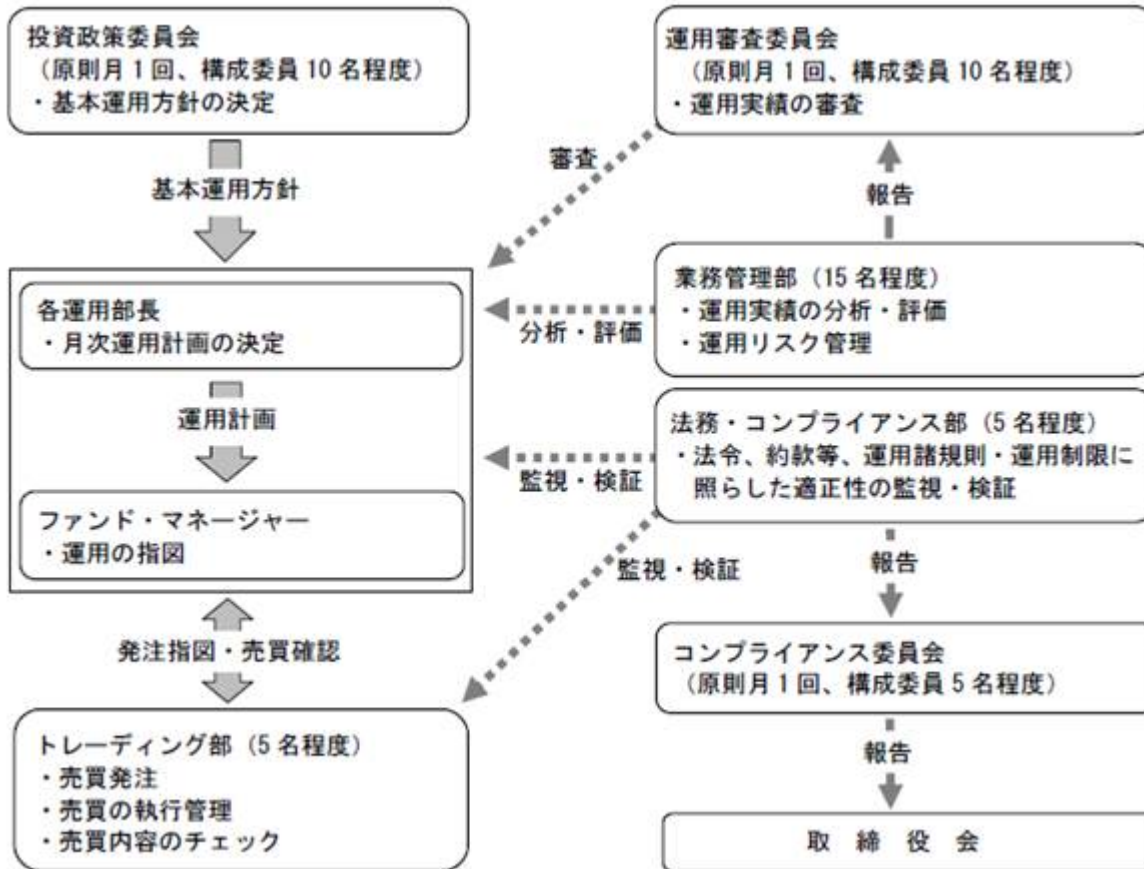 投資政策委員会
（原則月1回、構成委員10名程度）
・基本運用方針の決定
基本運用方針
各運用部長
・月次運用計画の決定
運用計画
ファンド・マネージャー
・運用の指図
発注指図・売買確認
トレーディング部（5名程度）
・売買発注
・売買の執行管理
・売買内容のチェック
運用審査委員会
（原則月1回、構成委員10名程度）
・運用実績の審査
審査
報告
業務管理部（15名程度）
・運用実績の分析・評価
・運用リスク管理
分析・評価
法務・コンプライアンス部（5名程度）
・法令、約款等、運用諸規則・運用制限に
照らした適正性の監視・検証
監視・検証
監視・検証
報告
コンプライアンス委員会
（原則月1回、構成委員5名程度）
報告
取 締 役 会